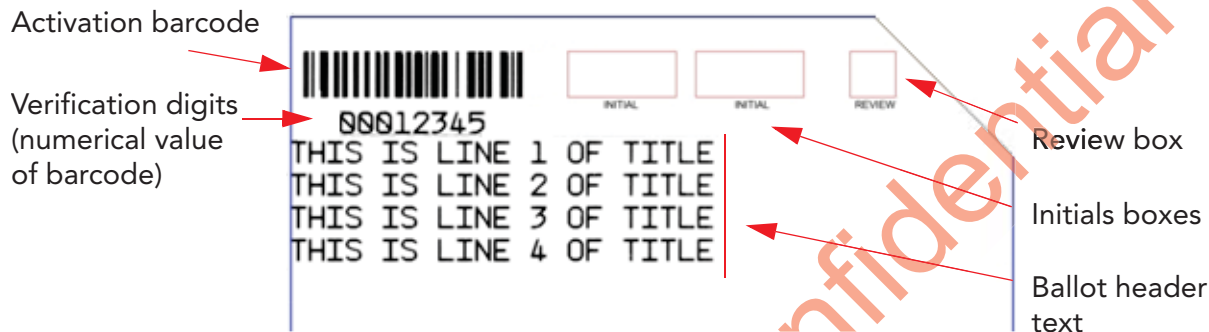 Activation barcode
Verification digits
(numerical value
of barcode)
00012345
INITIAL
INITIAL
REVIEW
THIS IS LINE 1 OF TITLE
THIS IS LINE 2 OF TITLE
THIS IS LINE 3 OF TITLE
THIS IS LINE 4 OF TITLE
Review box
Initials boxes
Ballot header
text
nfidential